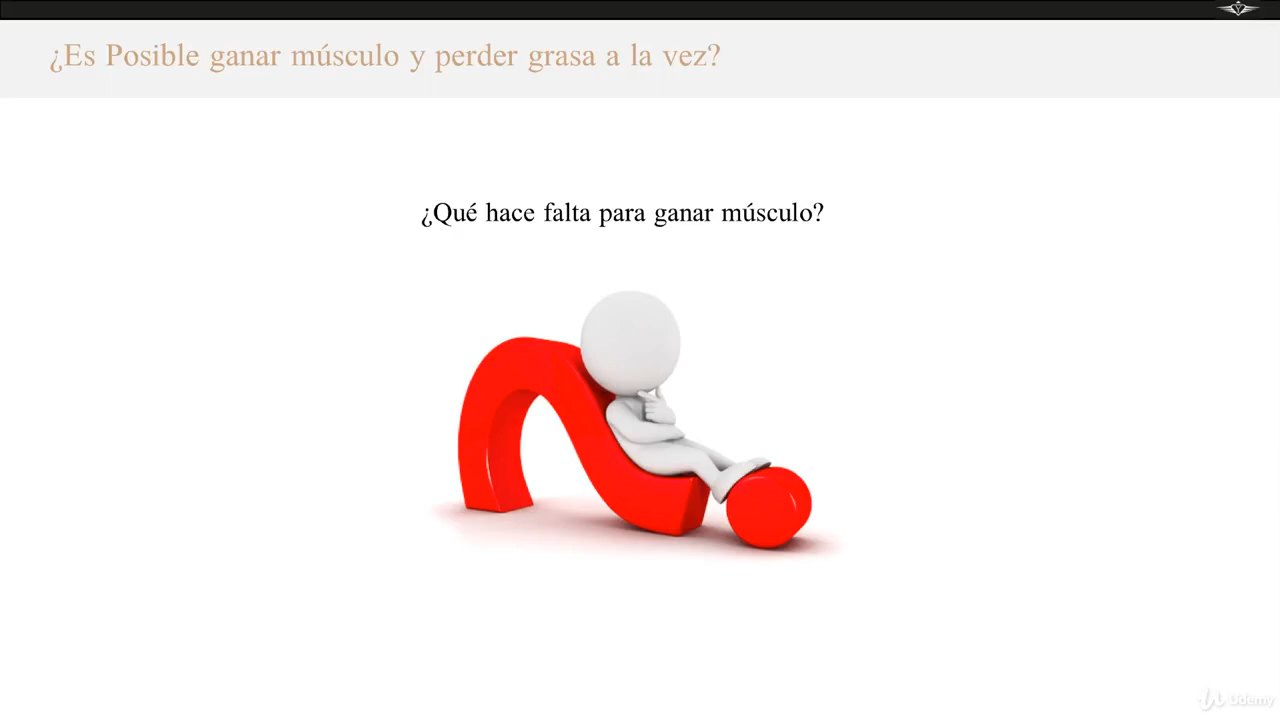 ¿Es Posible ganar músculo y perder grasa a la vez?
¿Qué hace falta para ganar músculo?
Udemy